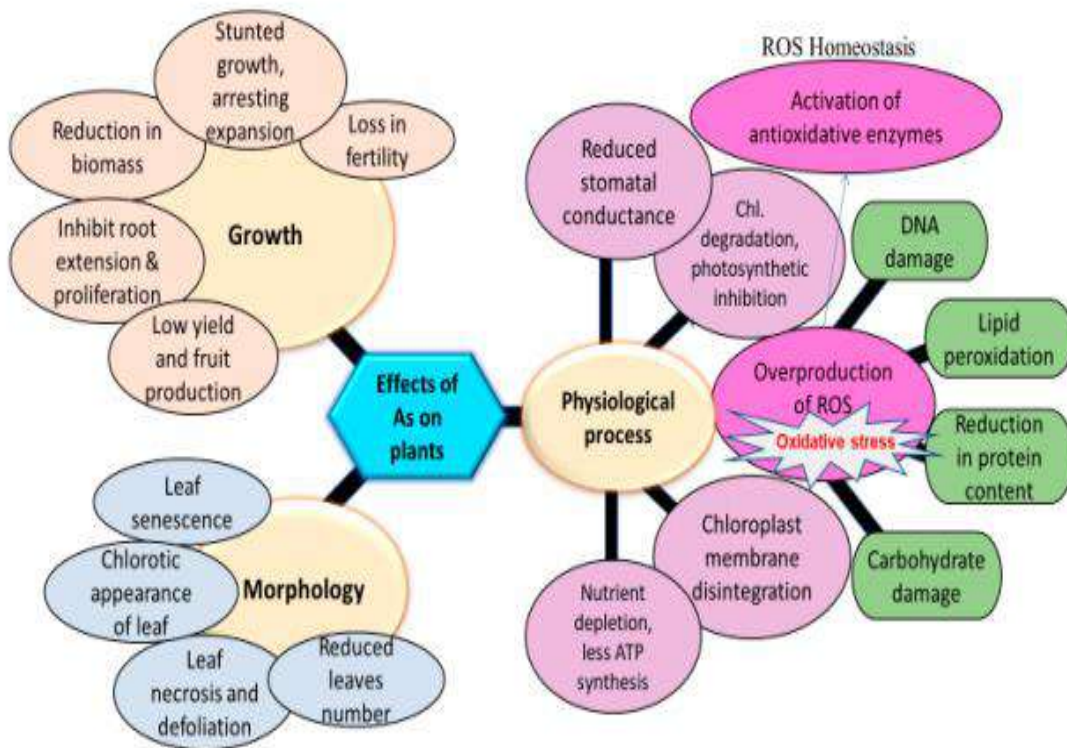 ROS Homeostasis
Stunted
growth,
arresting
expansion
Reduction in
biomass
Loss in
fertility
Inhibit root
extension &
proliferation
Growth
Low yield
and fruit
production
Activation of
antioxidative enzymes
Reduced
stomatal
conductance
Chl.
degradation,
photosynthetic
inhibition
DNA
damage
Lipid
peroxidation
Effects of
As on
plants
Physiological
process
Overproduction
of ROS
Oxidative stress
Reduction
in protein
content
Carbohydrate
damage
Chloroplast
membrane
disintegration
Nutrient
depletion,
less ATP
synthesis
Leaf
senescence
Chlorotic
appearance
of leaf
Morphology
Leaf
necrosis and
defoliation
Reduced
leaves
number